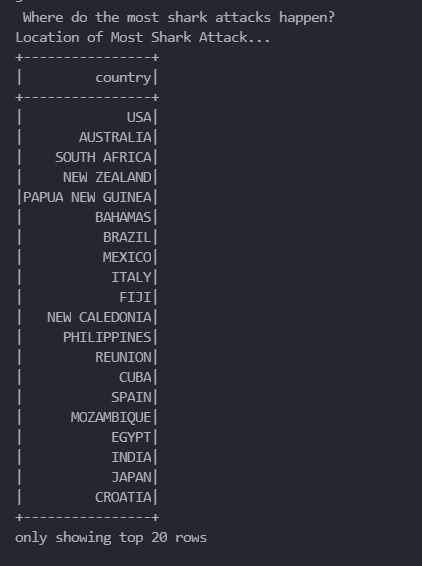 Where do the most shark attacks happen?
Location of Most Shark Attack...
+----------------+
|         country|
+----------------+
|             USA|
|       AUSTRALIA|
|    SOUTH AFRICA|
|     NEW ZEALAND|
|PAPUA NEW GUINEA|
|         BAHAMAS|
|          BRAZIL|
|          MEXICO|
|           ITALY|
|            FIJI|
|   NEW CALEDONIA|
|     PHILIPPINES|
|         REUNION|
|            CUBA|
|           SPAIN|
|      MOZAMBIQUE|
|           EGYPT|
|           INDIA|
|           JAPAN|
|         CROATIA|
+----------------+
only showing top 20 rows